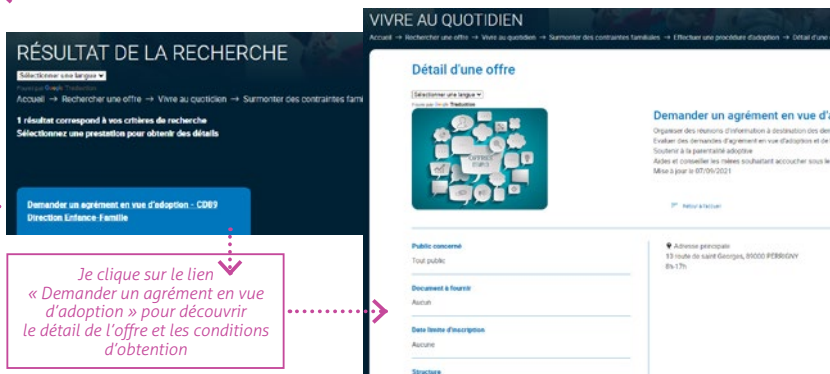 RÉSULTAT DE LA RECHERCHE
Sélectionner une langue
Accueil → Rechercher une offre → Vivre au quotidien → Surmonter des contraintes fami
1 résultat correspond à vos critères de recherche
Sélectionnez une prestation pour obtenir des détails
Demander un agrément en vue d'adoption - CD89
Direction Enfance-Famille
Je clique sur le lien
« Demander un agrément en vue
d'adoption » pour découvrir
le détail de l'offre et les conditions
d'obtention
VIVRE AU QUOTIDIEN
Accueil → Rechercher une offre → Vivre au quotidien → Surmonter des contraintes familiales → Effectuer une procédure d'adoption → Détail d'une
Détail d'une offre
Sélectionner une langue
Demander un agrément en vue d'a
Organiser des réunions d'information à destination des de
Evaluer des demandes d'agrément en vue d'adoption et de
Soutenir à la parentalité adoptive
Aides et conseiller les mères souhaitant accoucher sous le
Mise à jour le 07/09/2021
Retour à l'accueil
Public concerné
Tout public
Document à fournir
Aucun
Date limite d'inscription
Aucune
Structure
Adresse principale
13 route de saint Georges, 89000 PERRIGNY
8h-17h